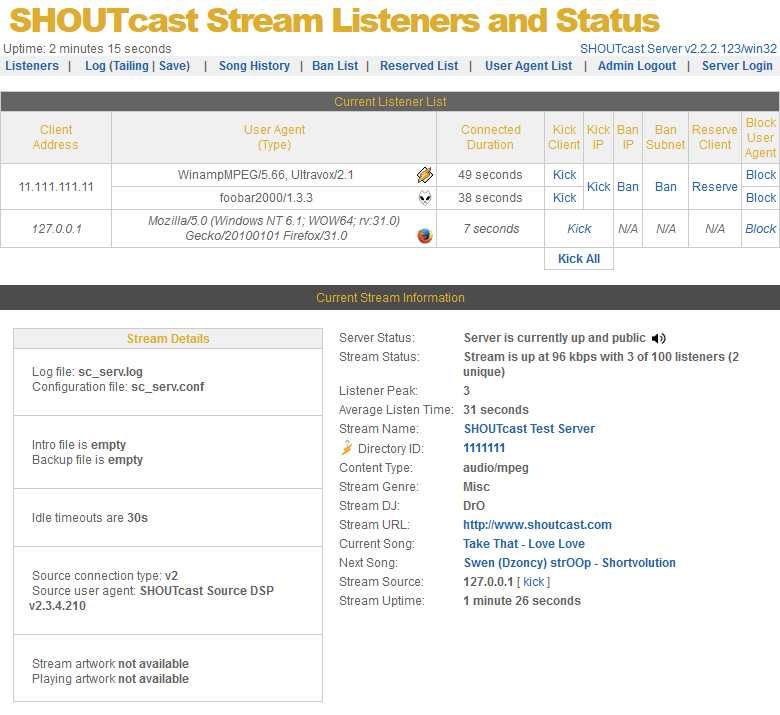 SHOUTcast Stream Listeners and Status
Uptime: 2 minutes 15 seconds
SHOUTcast Server v2.2.2.123/win32
Listeners | Log (Tailing | Save) | Song History | Ban List | Reserved List | User Agent List | Admin Logout | Server Login
Current Listener List
Client Address
User Agent (Type)
Connected Duration
Kick Client
Kick IP
Ban IP
Ban Subnet
Reserve Client
Block User Agent
11.111.111.11
WinampMPEG/5.66, Ultravox/2.1
49 seconds
Kick
Kick
Ban
Ban
Reserve
Block
foobar2000/1.3.3
38 seconds
Kick
Block
127.0.0.1
Mozilla/5.0 (Windows NT 6.1; WOW64; rv:31.0)
Gecko/20100101 Firefox/31.0
7 seconds
Kick
N/A
N/A
N/A
Block
Kick All
Current Stream Information
Stream Details
Log file: sc_serv.log
Configuration file: sc_serv.conf
Intro file is empty
Backup file is empty
Idle timeouts are 30s
Source connection type: v2
Source user agent: SHOUTcast Source DSP
v2.3.4.210
Stream artwork not available
Playing artwork not available
Server Status: Server is currently up and public
Stream Status: Stream is up at 96 kbps with 3 of 100 listeners (2
unique)
Listener Peak: 3
Average Listen Time: 31 seconds
Stream Name: SHOUTcast Test Server
Directory ID: 1111111
Content Type: audio/mpeg
Stream Genre: Misc
Stream DJ: DrO
Stream URL: http://www.shoutcast.com
Current Song: Take That - Love Love
Next Song: Swen (Dzoncy) strOOp - Shortvolution
Stream Source: 127.0.0.1 [ kick ]
Stream Uptime: 1 minute 26 seconds